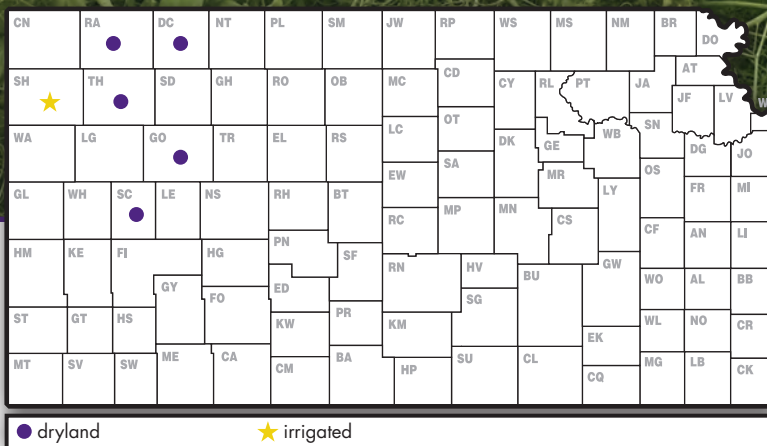 CN RA DC NT PL SM JW RP WS MS NM BR DO
SH TH SD GH RO OB MC CD CY RL PT JA AT
JF LV W
WA LG GO TR EL RS LC OT DK GE WB SN DG JO
EW SA MR OS
GL WH SC LE NS RH BT RC MP MN CS LY FR MI
HM KE FI HG PN SF RN HV BU GW CF AN LI
GY FO ED SG WO AL BB
ST GT HS KW PR KM EK WL NO CR
MT SV SW ME CA CM BA HP SU CL CQ MG LB CK
dryland irrigated